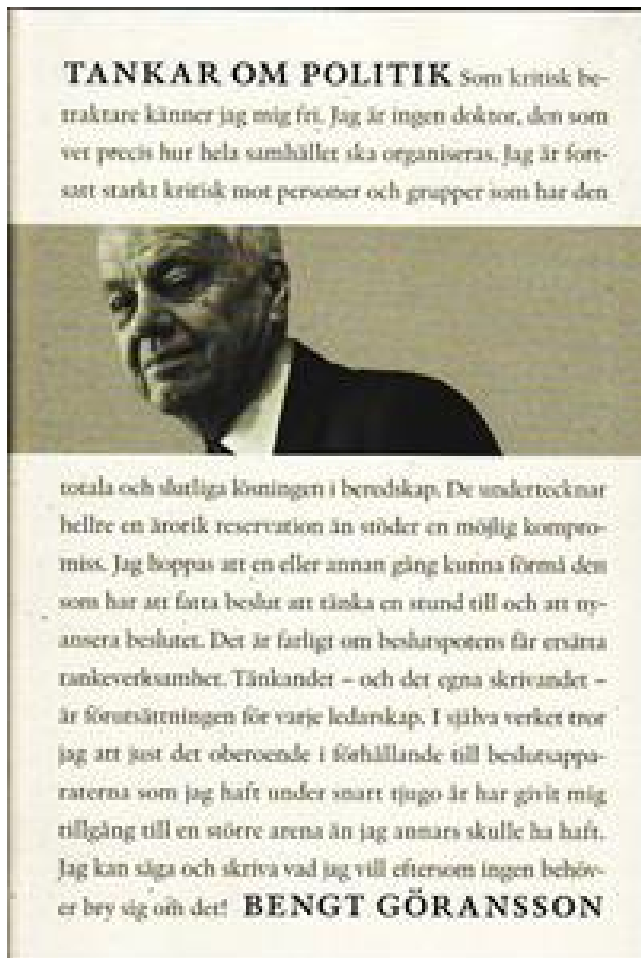 TANKAR OM POLITIK Som kritisk be-
traktare känner jag mig fri. Jag är ingen doktor, den som
vet precis hur hela samhället ska organiseras. Jag är fort-
satt starkt kritisk mot personer och grupper som har den
totala och slutliga lösningen i beredskap. De undertecknar
hellre en ärorik reservation än stöder en möjlig kompro-
miss. Jag hoppas att en eller annan gång kunna förmå den
som har att fatta beslut att tänka en stund till och att ny-
ansera beslutet. Det är farligt om beslutspotens får ersätta
tankeverksamhet. Tänkandet – och det egna skrivandet –
är förutsättningen för varje ledarskap. I själva verket tror
jag att just det oberoende i förhållande till beslutsappa-
raterna som jag haft under snart tjugo år har givit mig
tillgång till en större arena än jag annars skulle ha haft.
Jag kan säga och skriva vad jag vill eftersom ingen behöv-
er bry sig om det! BENGT GÖRANSSON